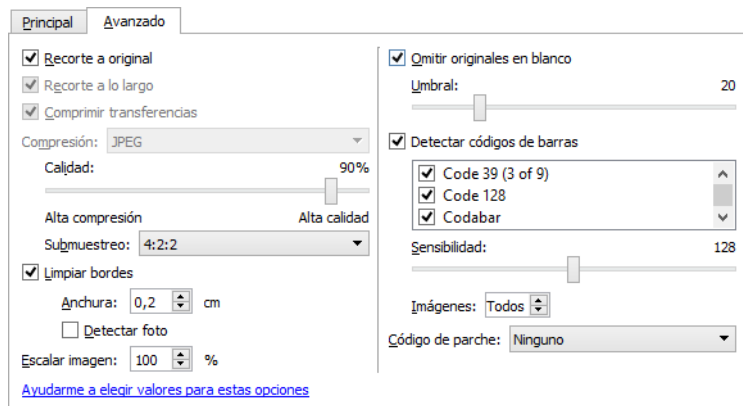 Principal
Avanzado
Recorte a original
Recorte a lo largo
Comprimir transferencias
Compresión: JPEG
Calidad: 90%
Alta compresión Alta calidad
Submuestreo: 4:2:2
Limpiar bordes
Anchura: 0,2 cm
Detectar foto
Escalar imagen: 100 %
Ayudarme a elegir valores para estas opciones
Omitir originales en blanco
Umbral: 20
Detectar códigos de barras
Code 39 (3 of 9)
Code 128
Codabar
Sensibilidad: 128
Imágenes: Todos
Código de parche: Ninguno